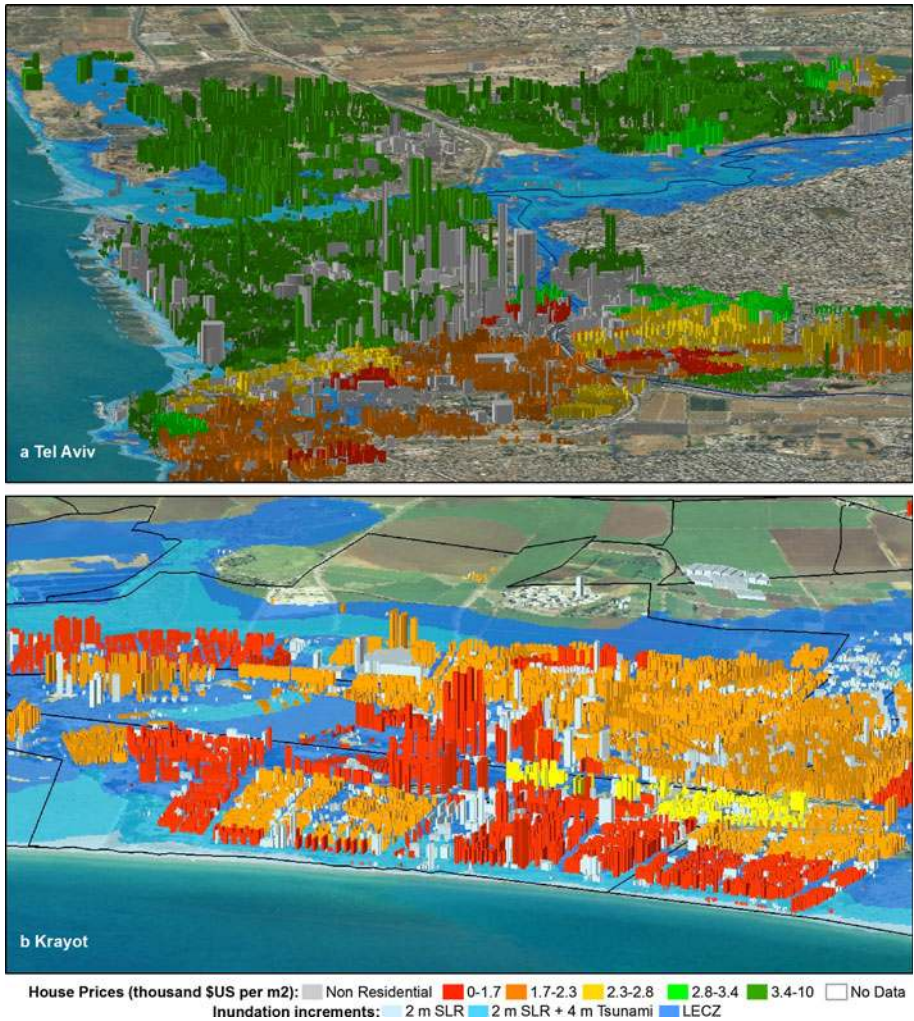 a Tel Aviv
b Krayot
House Prices (thousand $US per m2): Non Residential 0-1.7 1.7-2.3 2.3-2.8 2.8-3.4 3.4-10 No Data
Inundation increments: 2 m SLR 2 m SLR + 4 m Tsunami LECZ